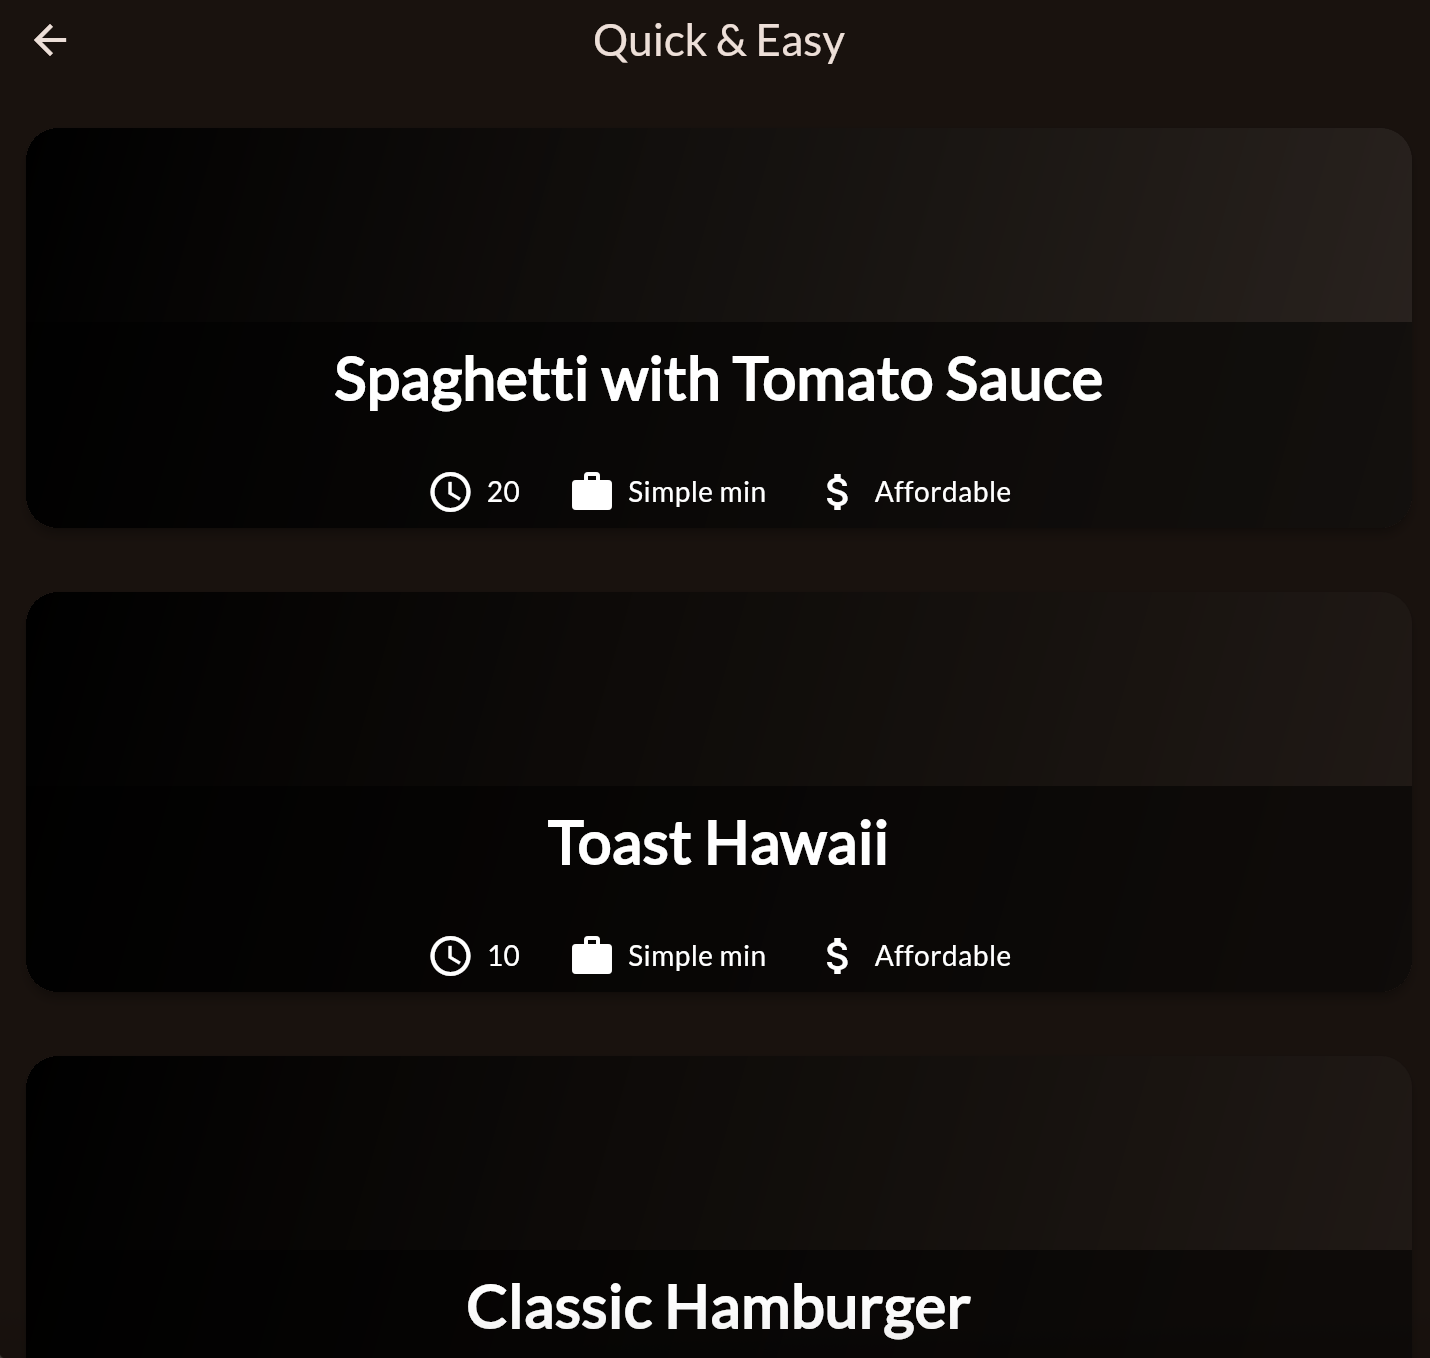 Quick & Easy
Spaghetti with Tomato Sauce
20 Simple min $ Affordable
Toast Hawaii
10 Simple min $ Affordable
Classic Hamburger